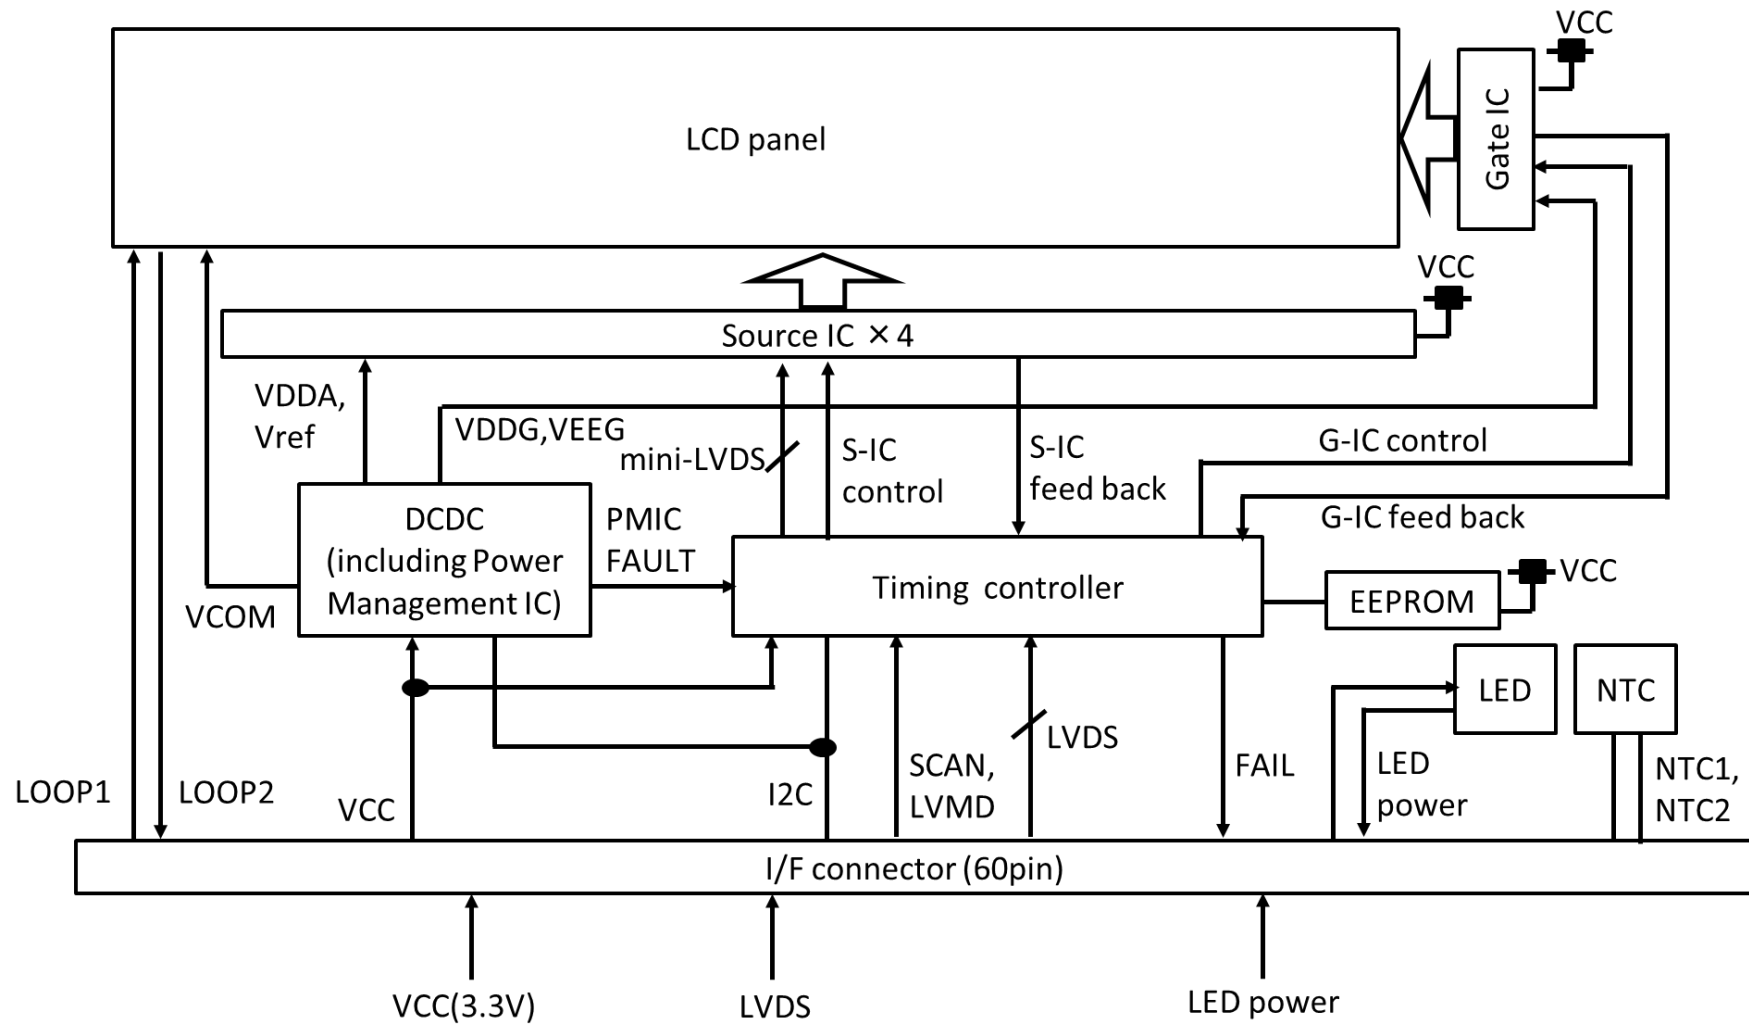 VCC
LCD panel
Gate IC
VCC
Source IC ×4
VDDA,
Vref
VDDG,VEEG
mini-LVDS
S-IC
control
S-IC
feed back
G-IC control
G-IC feed back
DCDC
(including Power
Management IC)
PMIC
FAULT
Timing controller
EEPROM
VCC
VCOM
LED
NTC
LOOP1
LOOP2
VCC
I2C
SCAN,
LVMD
LVDS
FAIL
LED
power
NTC1,
NTC2
I/F connector (60pin)
VCC(3.3V)
LVDS
LED power